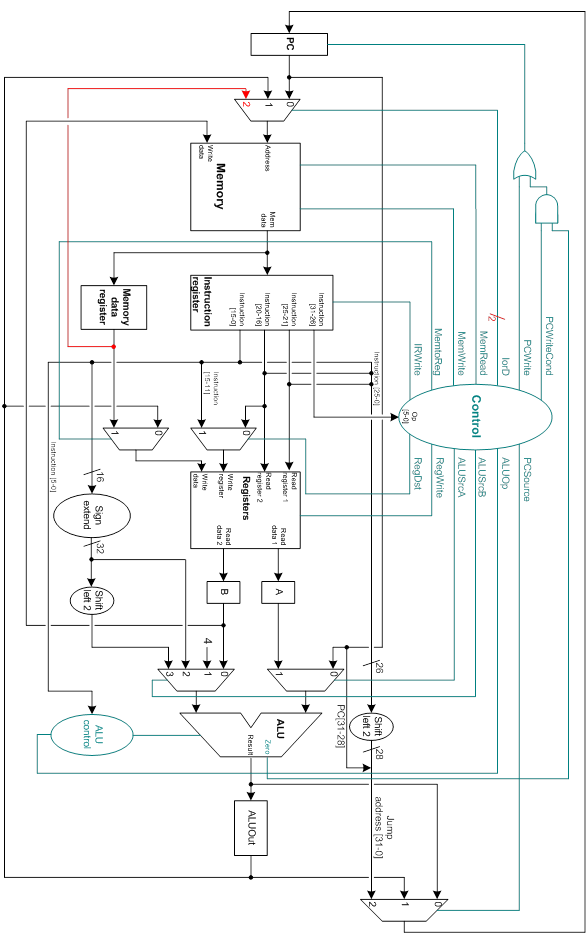 PC
0
1
2
Address
Write
data
Memory
Mem
data
Instruction
register
Instruction
[31-26]
Instruction
[25-21]
Instruction
[20-16]
Instruction
[15-0]
Memory
data
register
PCWriteCond
PCWrite
IorD
2
MemRead
MemWrite
MemtoReg
IRWrite
Control
Op
[5-0]
PCSource
ALUOp
ALUSrcB
ALUSrcA
RegWrite
RegDst
Instruction [25-0]
Instruction
[15-11]
Instruction [5-0]
0
1
0
1
Read
register 1
Read
register 2
Write
register
Write
data
Registers
Read
data 1
Read
data 2
16
Sign
extend
32
Shift
left 2
A
B
4
0
1
0
1
2
3
26
Shift
left 2
28
PC[31-28]
Jump
address [31-0]
ALU
Zero
Result
ALU
control
ALUOut
0
1
2